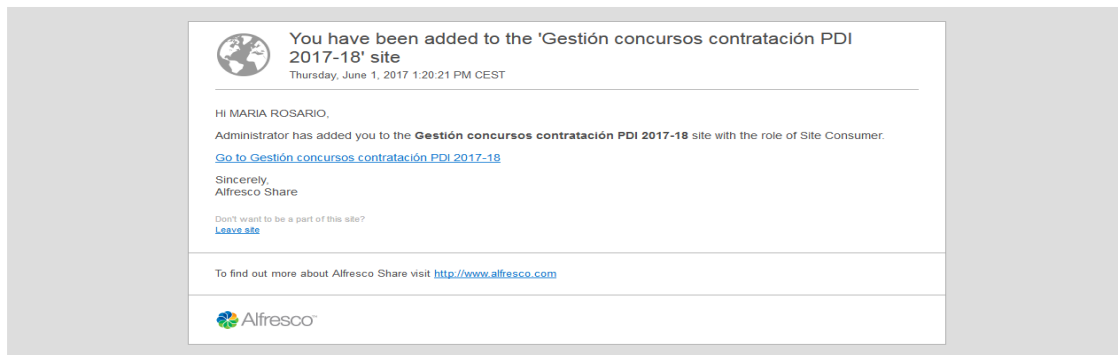 You have been added to the 'Gestión concursos contratación PDI
2017-18' site
Thursday, June 1, 2017 1:20:21 PM CEST
Hi MARIA ROSARIO,
Administrator has added you to the Gestión concursos contratación PDI 2017-18 site with the role of Site Consumer.
Go to Gestión concursos contratación PDI 2017-18
Sincerely,
Alfresco Share
Don't want to be a part of this site?
Leave site
To find out more about Alfresco Share visit http://www.alfresco.com
Alfresco™